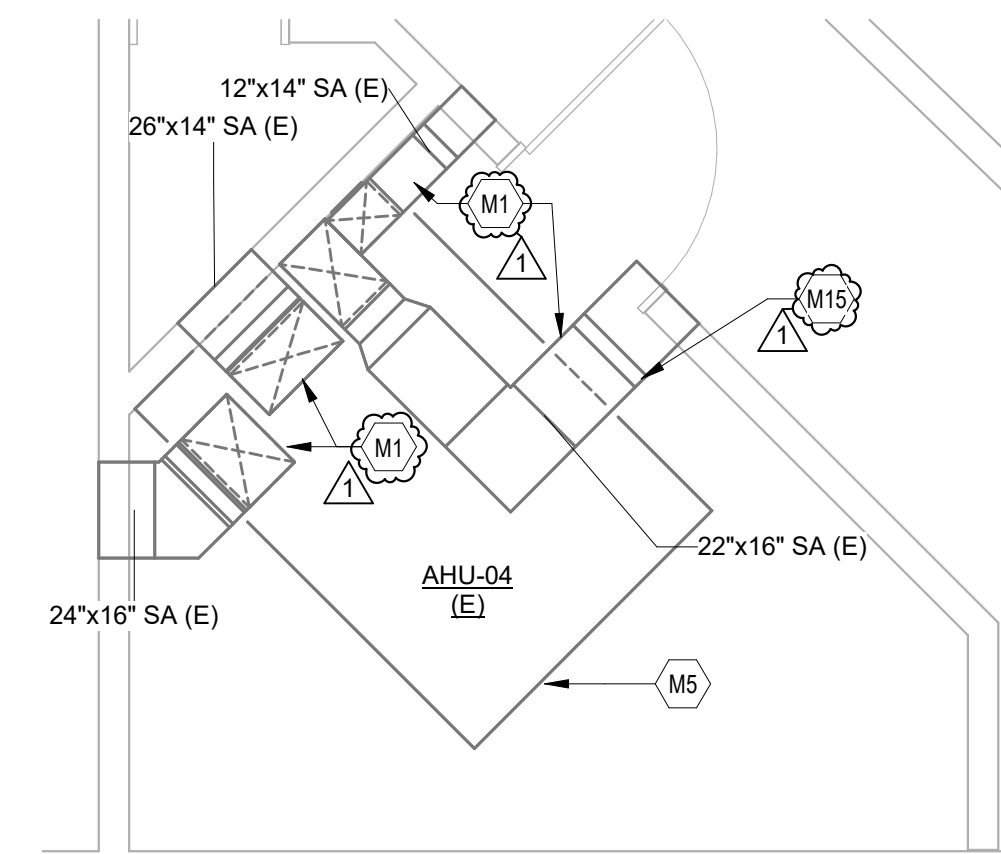 12"x14" SA (E)
26"x14" SA (E)
M1
1
M15
1
M1
1
22"x16" SA (E)
AHU-04
(E)
24"x16" SA (E)
M5